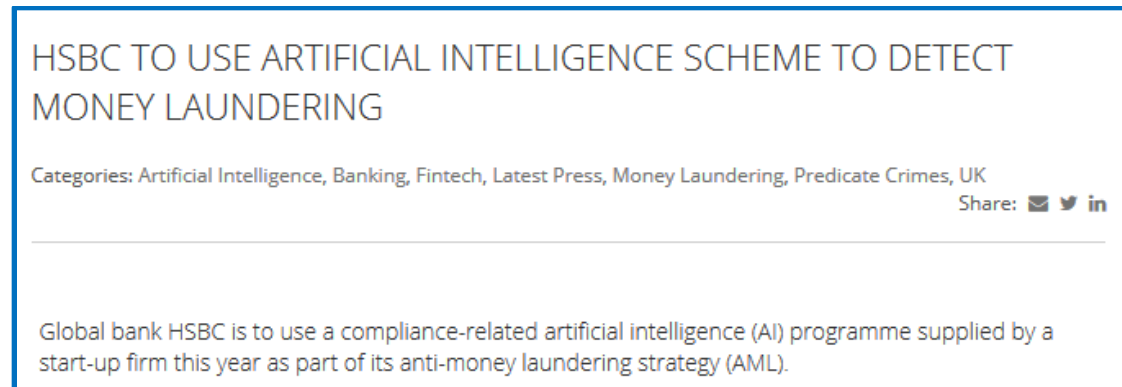 HSBC TO USE ARTIFICIAL INTELLIGENCE SCHEME TO DETECT
MONEY LAUNDERING
Categories: Artificial Intelligence, Banking, Fintech, Latest Press, Money Laundering, Predicate Crimes, UK
Share:
Global bank HSBC is to use a compliance-related artificial intelligence (AI) programme supplied by a
start-up firm this year as part of its anti-money laundering strategy (AML).